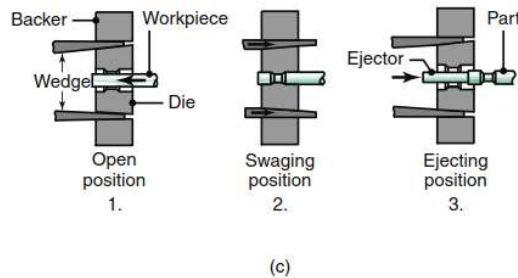 Backer
Workpiece
Wedge
Die
Open
position
1.
Swaging
position
2.
Ejector
Part
Ejecting
position
3.
(c)